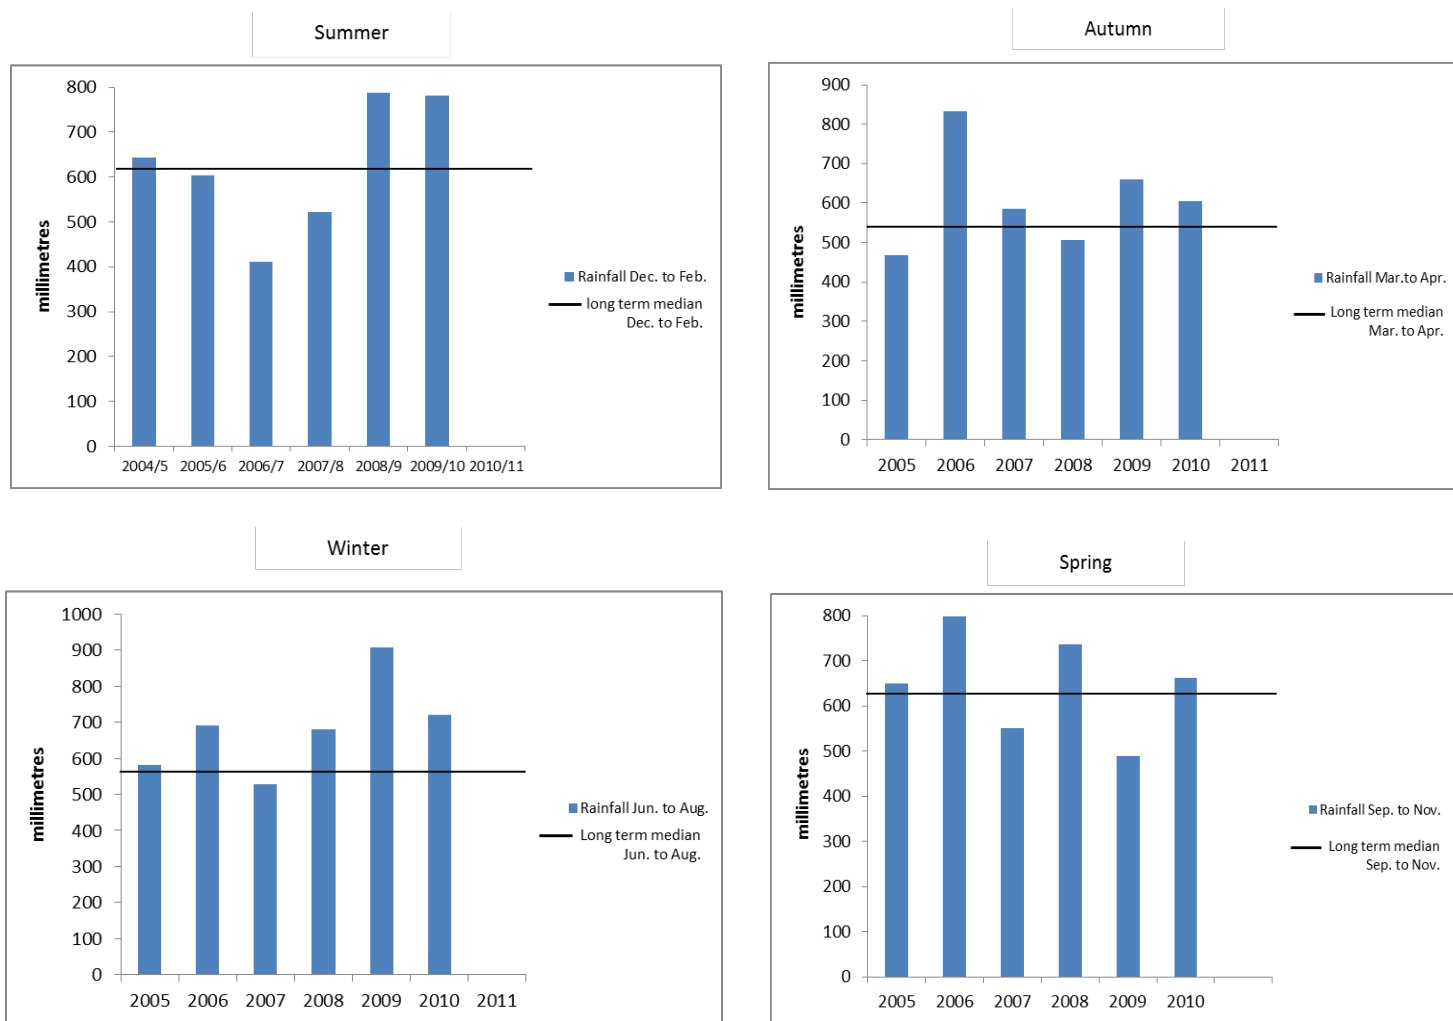 Summer
800
700
600
500
400
300
200
100
0
millimetres
2004/5 2005/6 2006/7 2007/8 2008/9 2009/10 2010/11
Rainfall Dec. to Feb.
long term median
Dec. to Feb.
Autumn
900
800
700
600
500
400
300
200
100
0
millimetres
2005 2006 2007 2008 2009 2010 2011
Rainfall Mar.to Apr.
Long term median
Mar. to Apr.
Winter
1000
900
800
700
600
500
400
300
200
100
0
millimetres
2005 2006 2007 2008 2009 2010 2011
Rainfall Jun. to Aug.
Long term median
Jun. to Aug.
Spring
800
700
600
500
400
300
200
100
0
millimetres
2005 2006 2007 2008 2009 2010
Rainfall Sep. to Nov.
Long term median
Sep. to Nov.